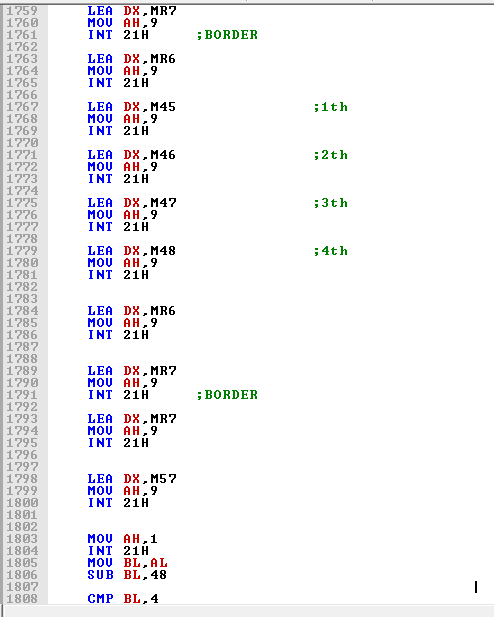 1759 LEA DX,MR7
1760 MOV AH,9
1761 INT 21H ;BORDER
1762
1763 LEA DX,MR6
1764 MOV AH,9
1765 INT 21H
1766
1767 LEA DX,M45 ;1th
1768 MOV AH,9
1769 INT 21H
1770
1771 LEA DX,M46 ;2th
1772 MOV AH,9
1773 INT 21H
1774
1775 LEA DX,M47 ;3th
1776 MOV AH,9
1777 INT 21H
1778
1779 LEA DX,M48 ;4th
1780 MOV AH,9
1781 INT 21H
1782
1783
1784 LEA DX,MR6
1785 MOV AH,9
1786 INT 21H
1787
1788
1789 LEA DX,MR7
1790 MOV AH,9
1791 INT 21H ;BORDER
1792
1793 LEA DX,MR7
1794 MOV AH,9
1795 INT 21H
1796
1797
1798 LEA DX,M57
1799 MOV AH,9
1800 INT 21H
1801
1802
1803 MOV AH,1
1804 INT 21H
1805 MOV BL,AL
1806 SUB BL,48
1807
1808 CMP BL,4